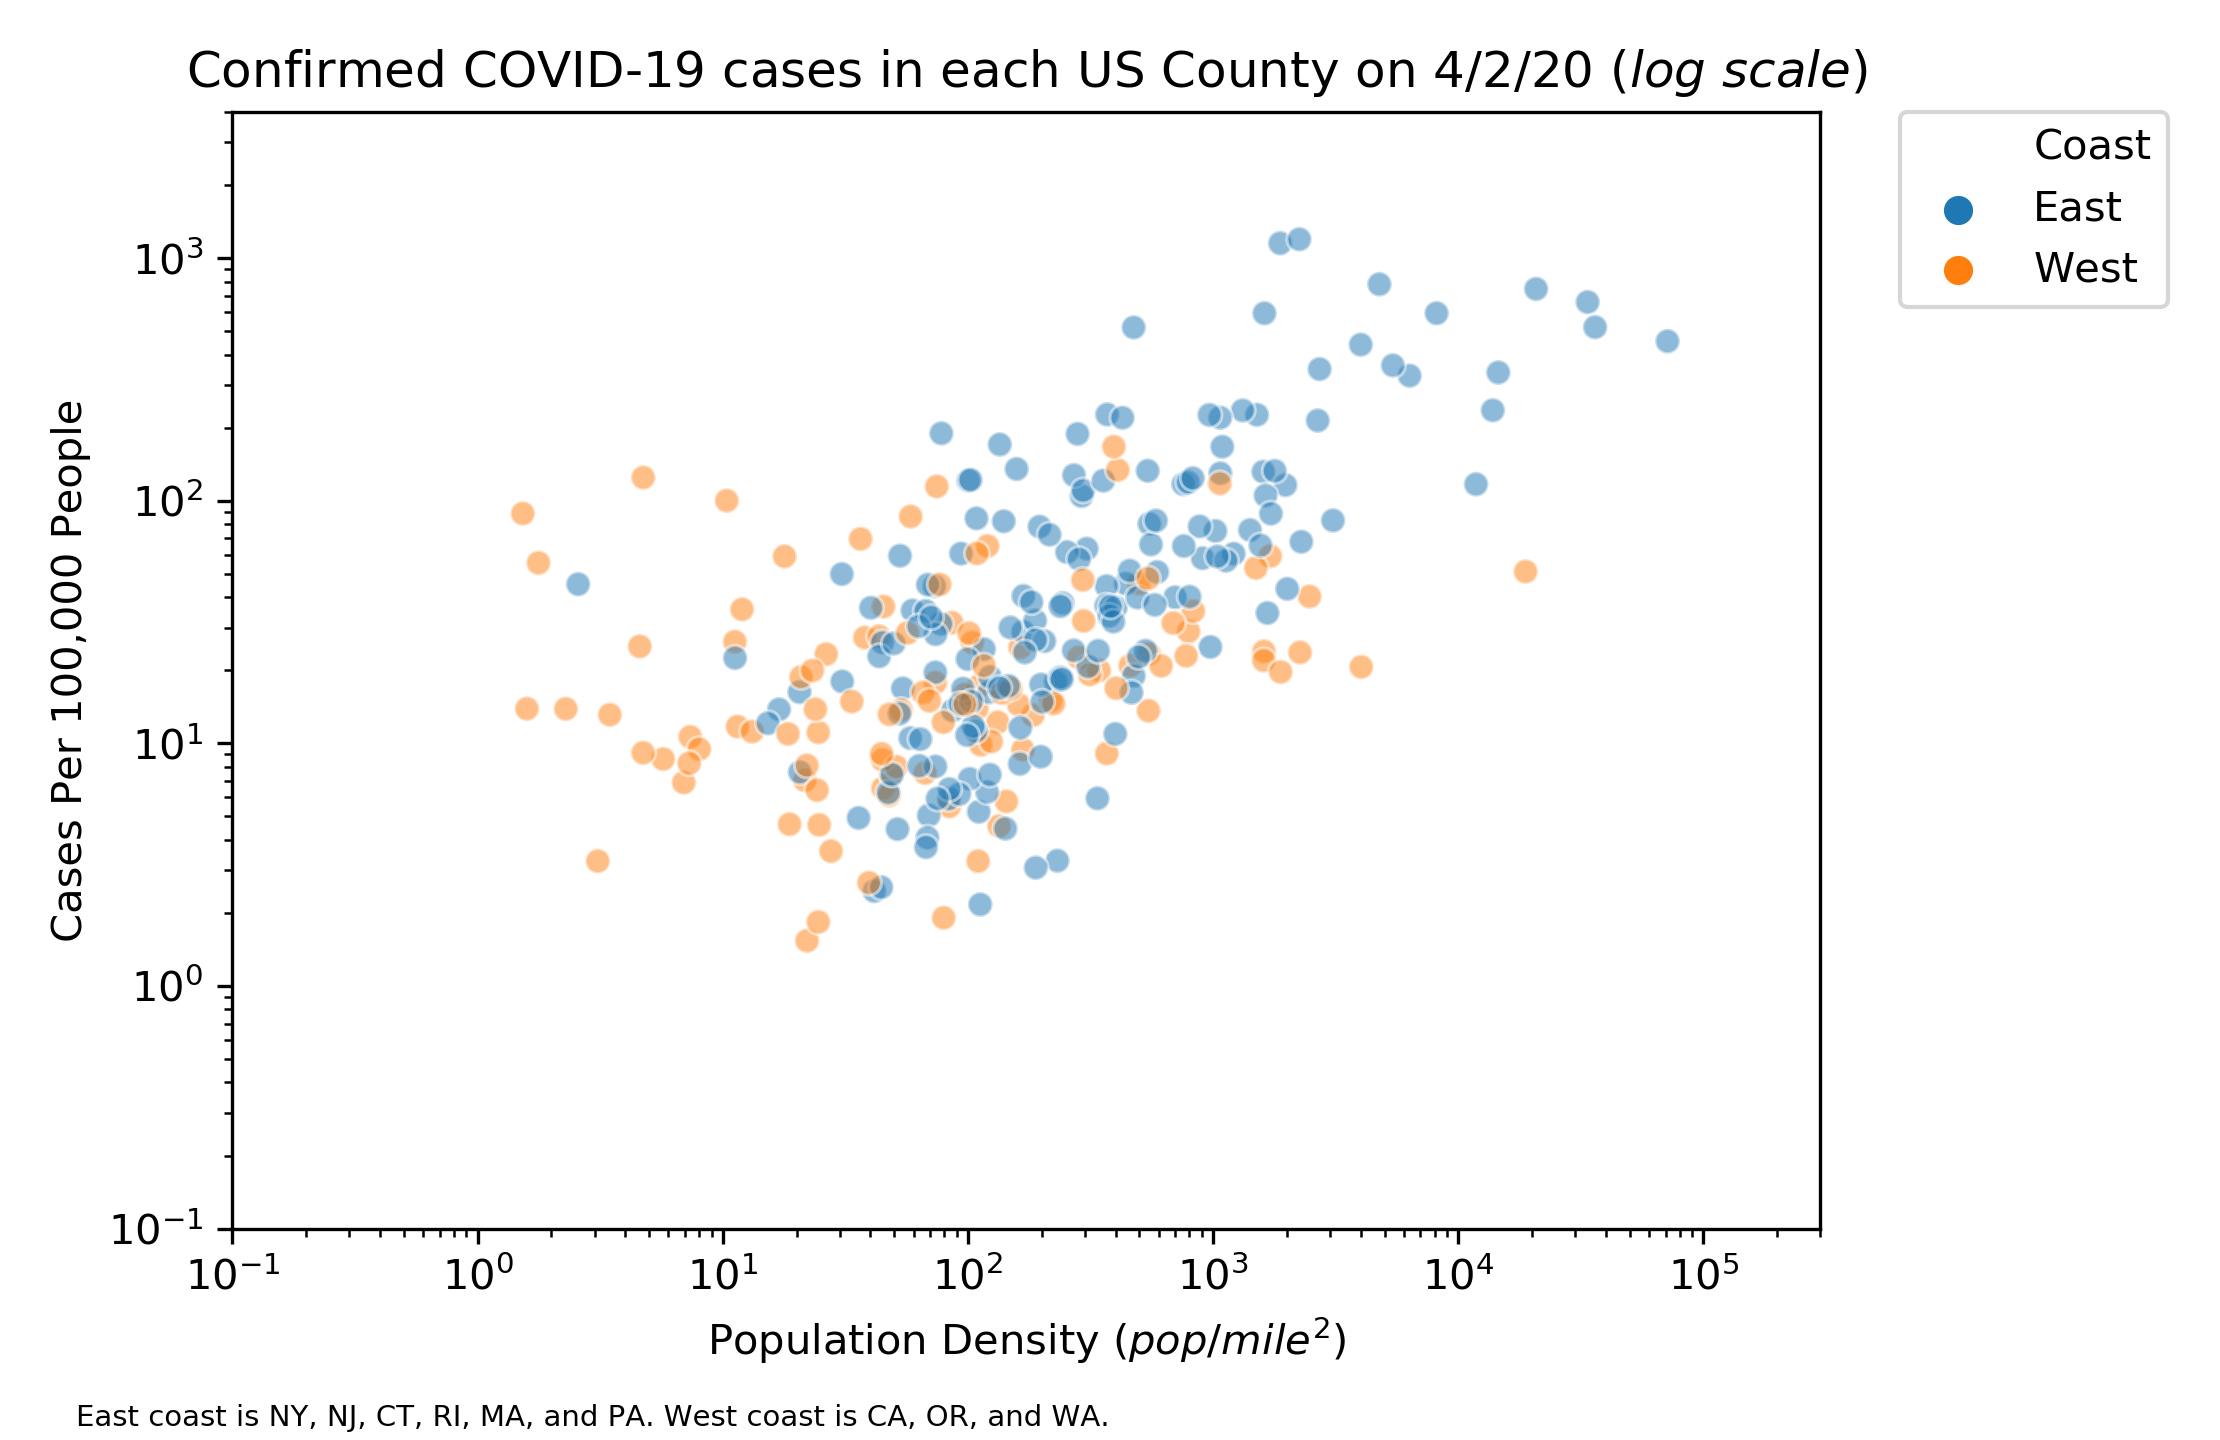 Confirmed COVID-19 cases in each US County on 4/2/20 (log scale)
Coast
East
West
Cases Per 100,000 People
10³
10²
10¹
10⁰
10⁻¹
10⁻¹ 10⁰ 10¹ 10² 10³ 10⁴ 10⁵
Population Density (pop/mile²)
East coast is NY, NJ, CT, RI, MA, and PA. West coast is CA, OR, and WA.